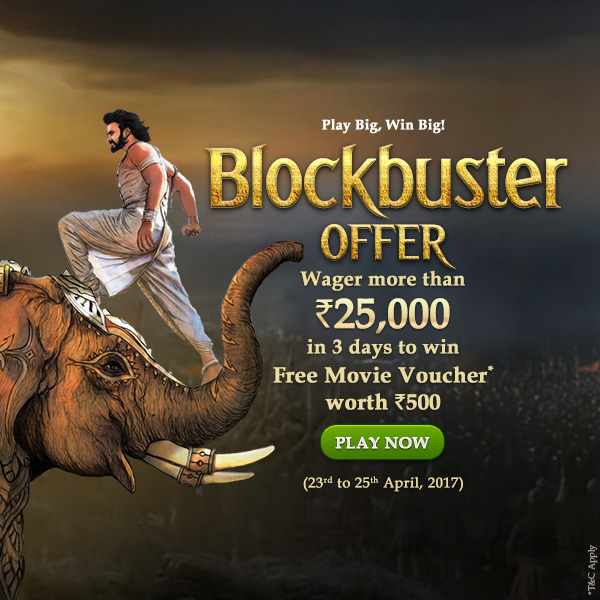 Play Big, Win Big!
Blockbuster
OFFER
Wager more than
₹25,000
in 3 days to win
Free Movie Voucher*
worth ₹500
PLAY NOW
(23rd to 25th April, 2017)
*T&C Apply